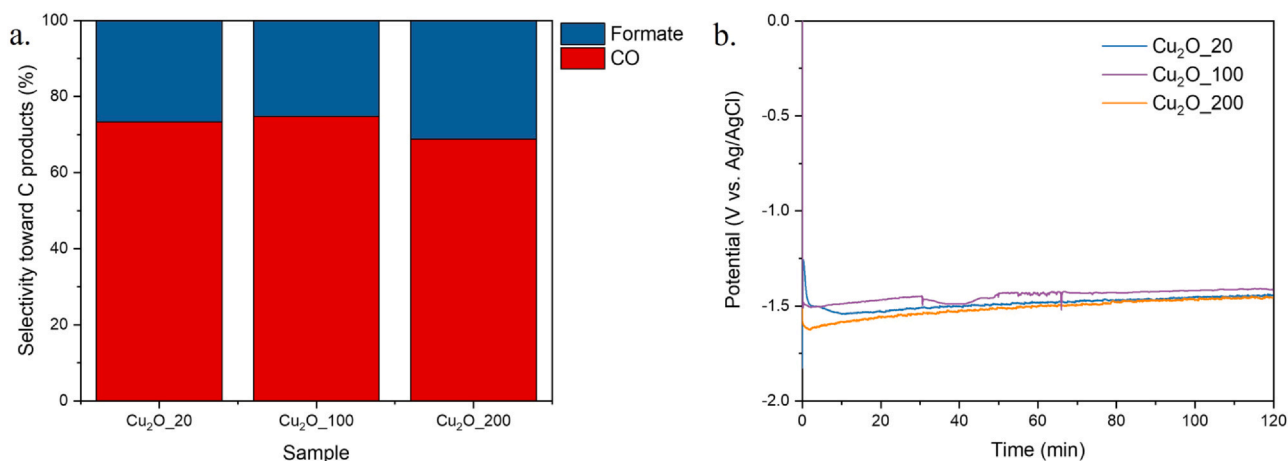 a.
Selectivity toward C products (%)
100
80
60
40
20
0
Cu₂O_20
Cu₂O_100
Cu₂O_200
Sample
Formate
CO
b.
Potential (V vs. Ag/AgCl)
0.0
-0.5
-1.0
-1.5
-2.0
0
20
40
60
80
100
120
Time (min)
Cu₂O_20
Cu₂O_100
Cu₂O_200